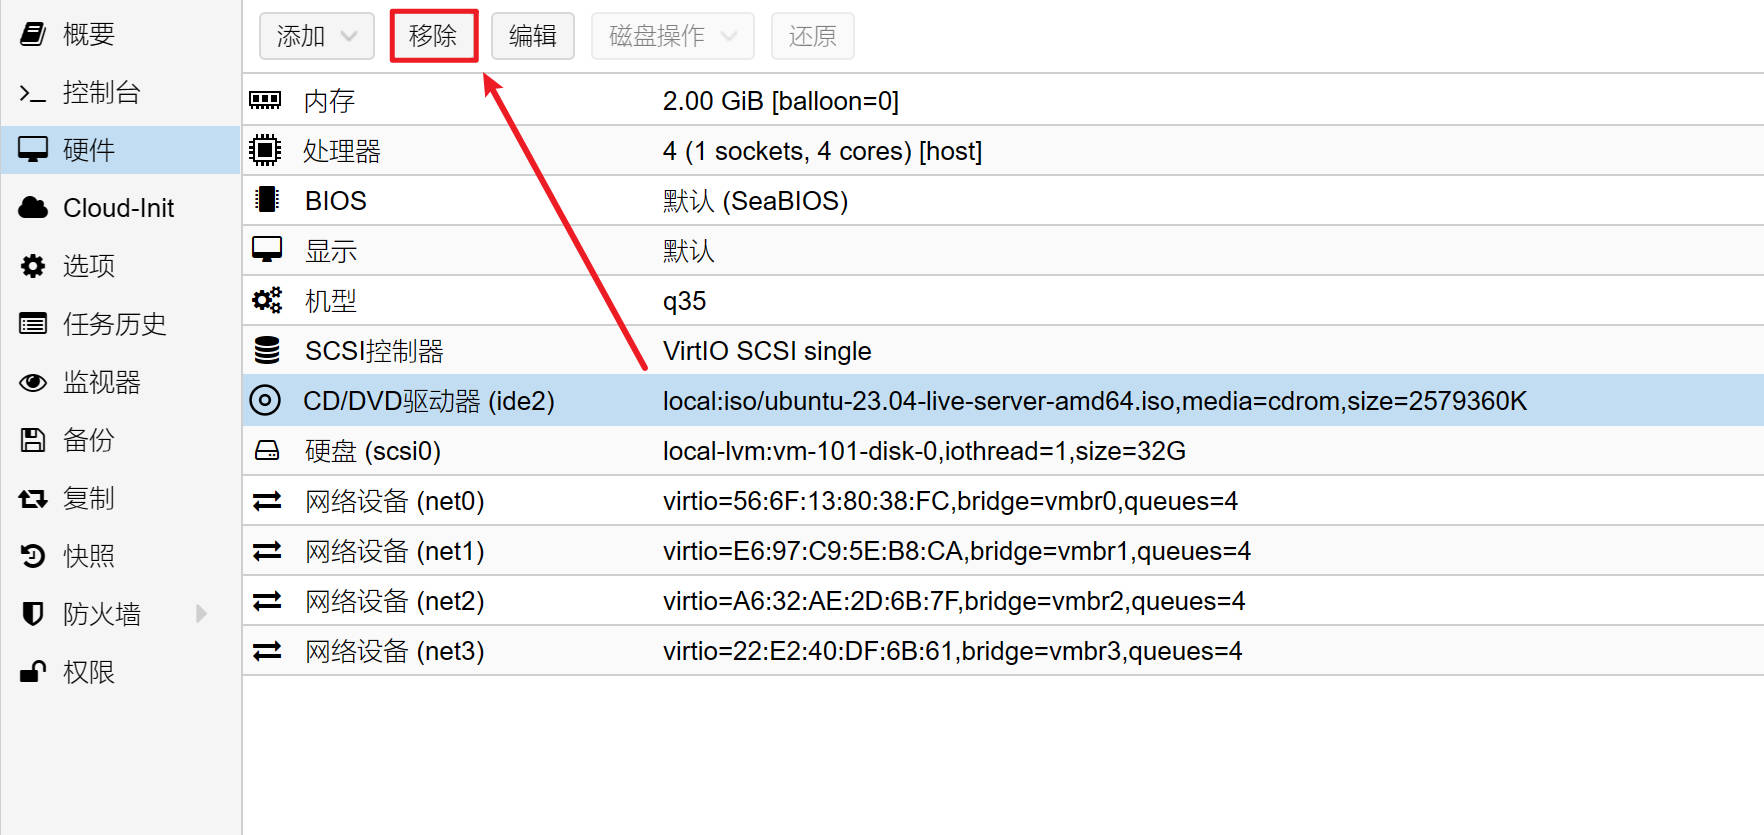 概要
控制台
硬件
Cloud-Init
选项
任务历史
监视器
备份
复制
快照
防火墙
权限
添加 移除 编辑 磁盘操作 还原
内存 2.00 GiB [balloon=0]
处理器 4 (1 sockets, 4 cores) [host]
BIOS 默认 (SeaBIOS)
显示 默认
机型 q35
SCSI控制器 VirtIO SCSI single
CD/DVD驱动器 (ide2) local:iso/ubuntu-23.04-live-server-amd64.iso,media=cdrom,size=2579360K
硬盘 (scsi0) local-lvm:vm-101-disk-0,iothread=1,size=32G
网络设备 (net0) virtio=56:6F:13:80:38:FC,bridge=vmbr0,queues=4
网络设备 (net1) virtio=E6:97:C9:5E:B8:CA,bridge=vmbr1,queues=4
网络设备 (net2) virtio=A6:32:AE:2D:6B:7F,bridge=vmbr2,queues=4
网络设备 (net3) virtio=22:E2:40:DF:6B:61,bridge=vmbr3,queues=4